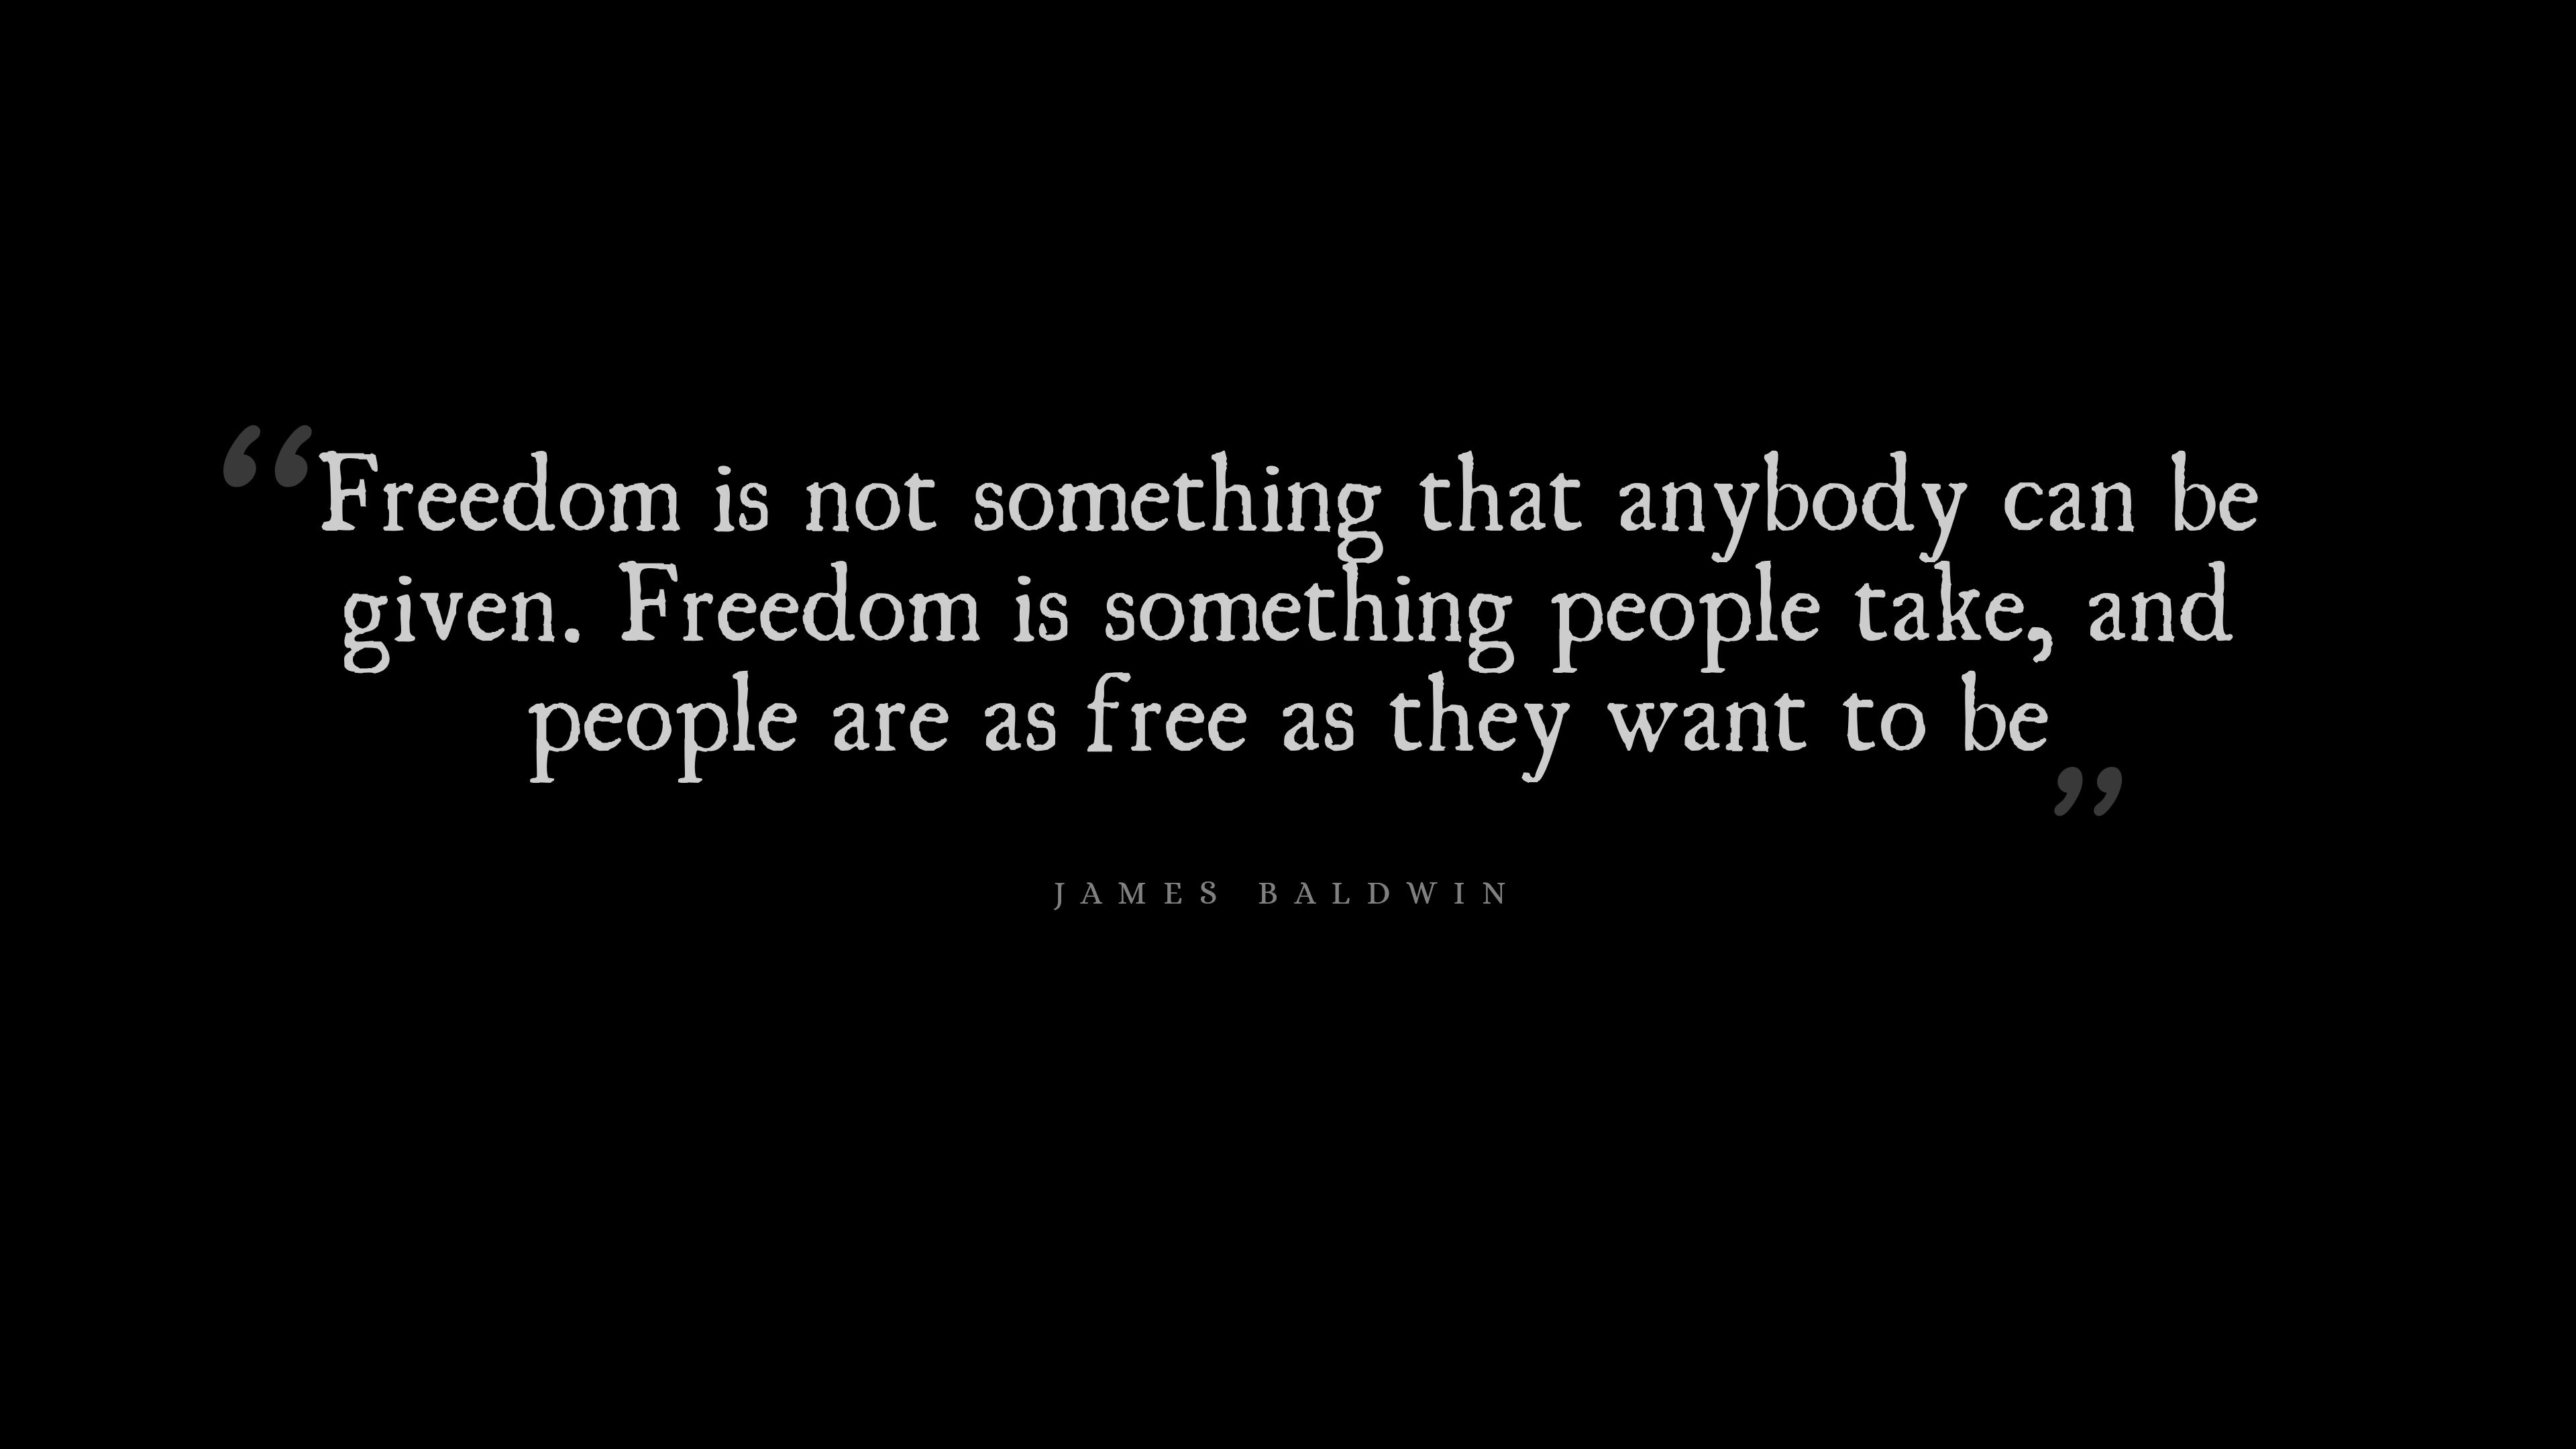 “Freedom is not something that anybody can be
given. Freedom is something people take, and
people are as free as they want to be”
JAMES BALDWIN